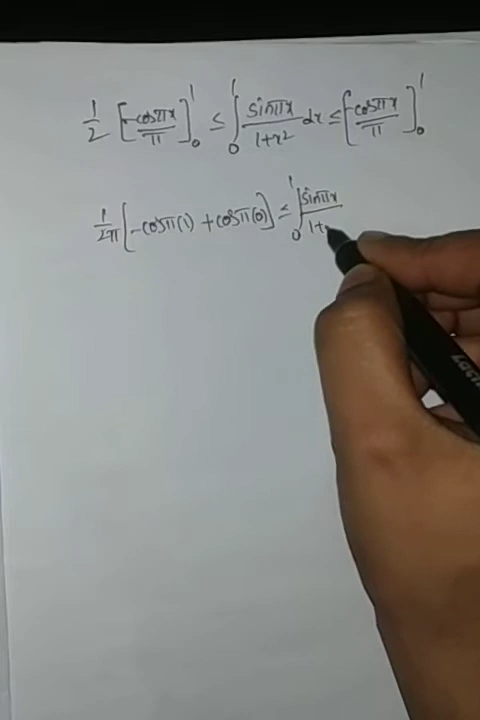 1/2 [-cosπx/π]₀¹ ≤ ∫₀¹ sinπx/1+x² dx ≤ [-cosπx/π]₀¹
1/2π [-cosπ(1) + cosπ(0)] ≤ ∫₀¹ sinπx/1+